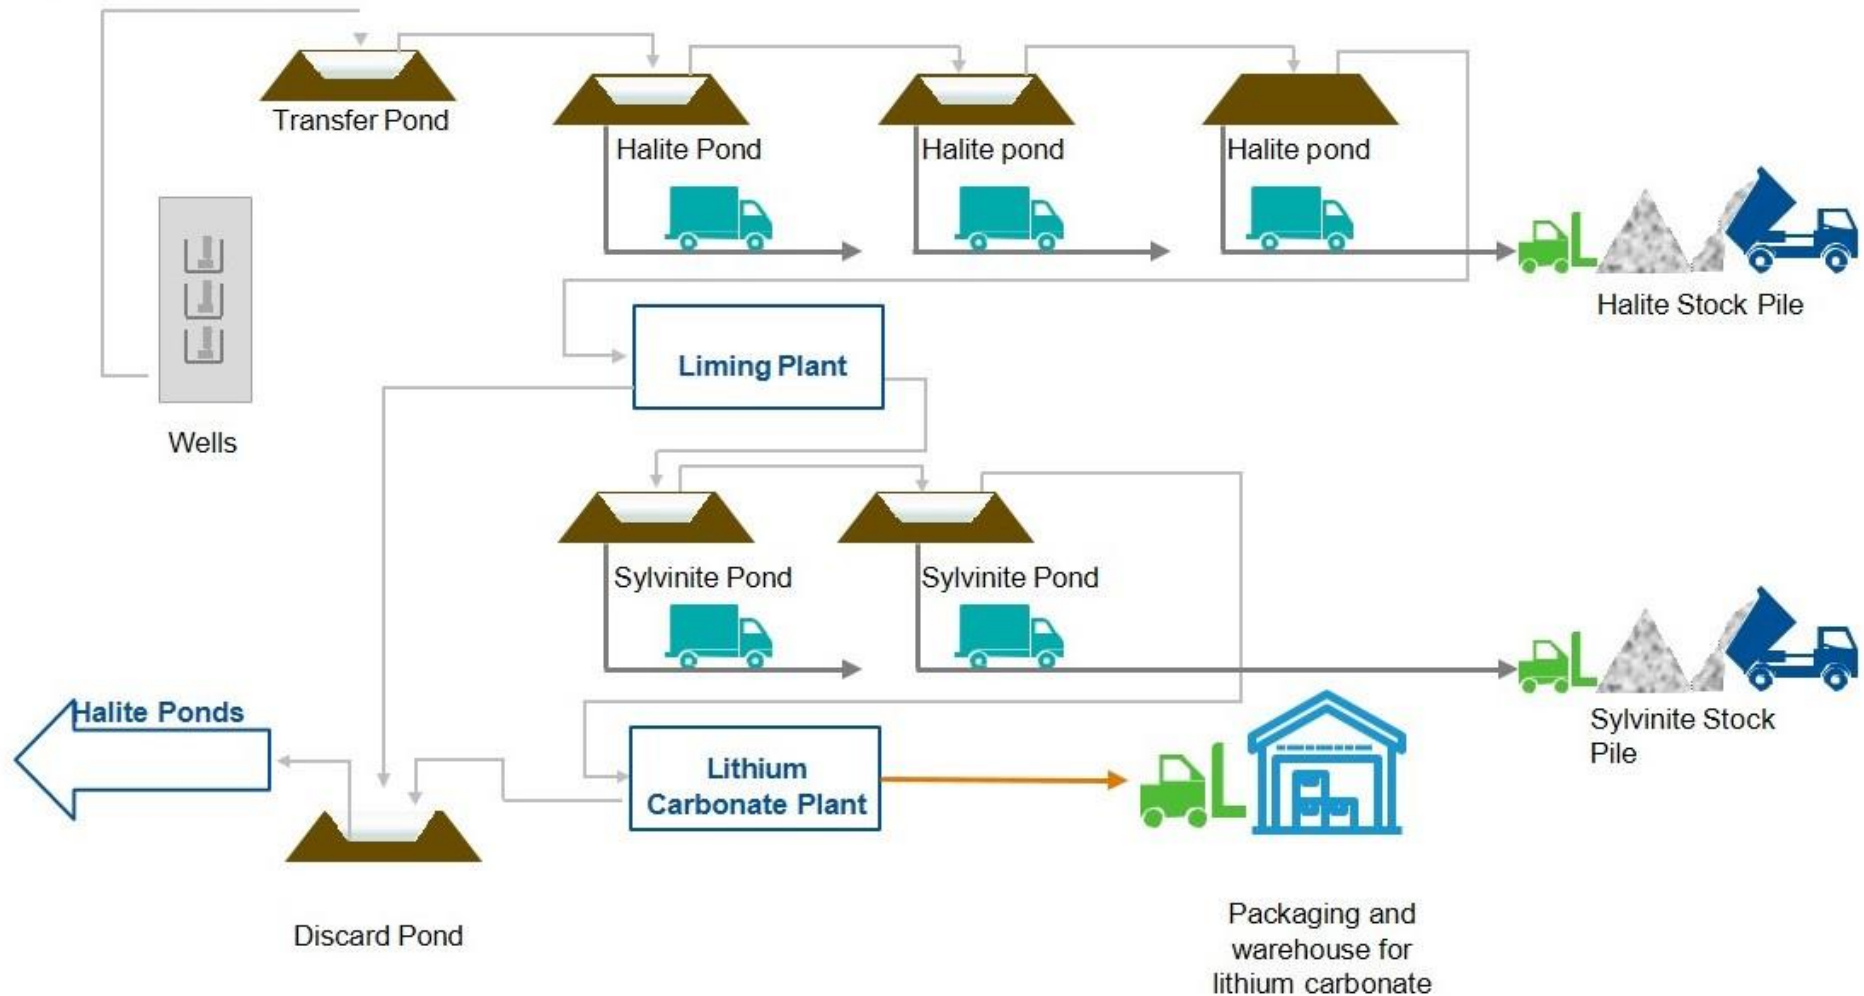 Transfer Pond
Halite Pond
Halite pond
Halite pond
Halite Stock Pile
Liming Plant
Wells
Sylvinite Pond
Sylvinite Pond
Halite Ponds
Sylvinite Stock
Pile
Lithium
Carbonate Plant
Discard Pond
Packaging and
warehouse for
lithium carbonate